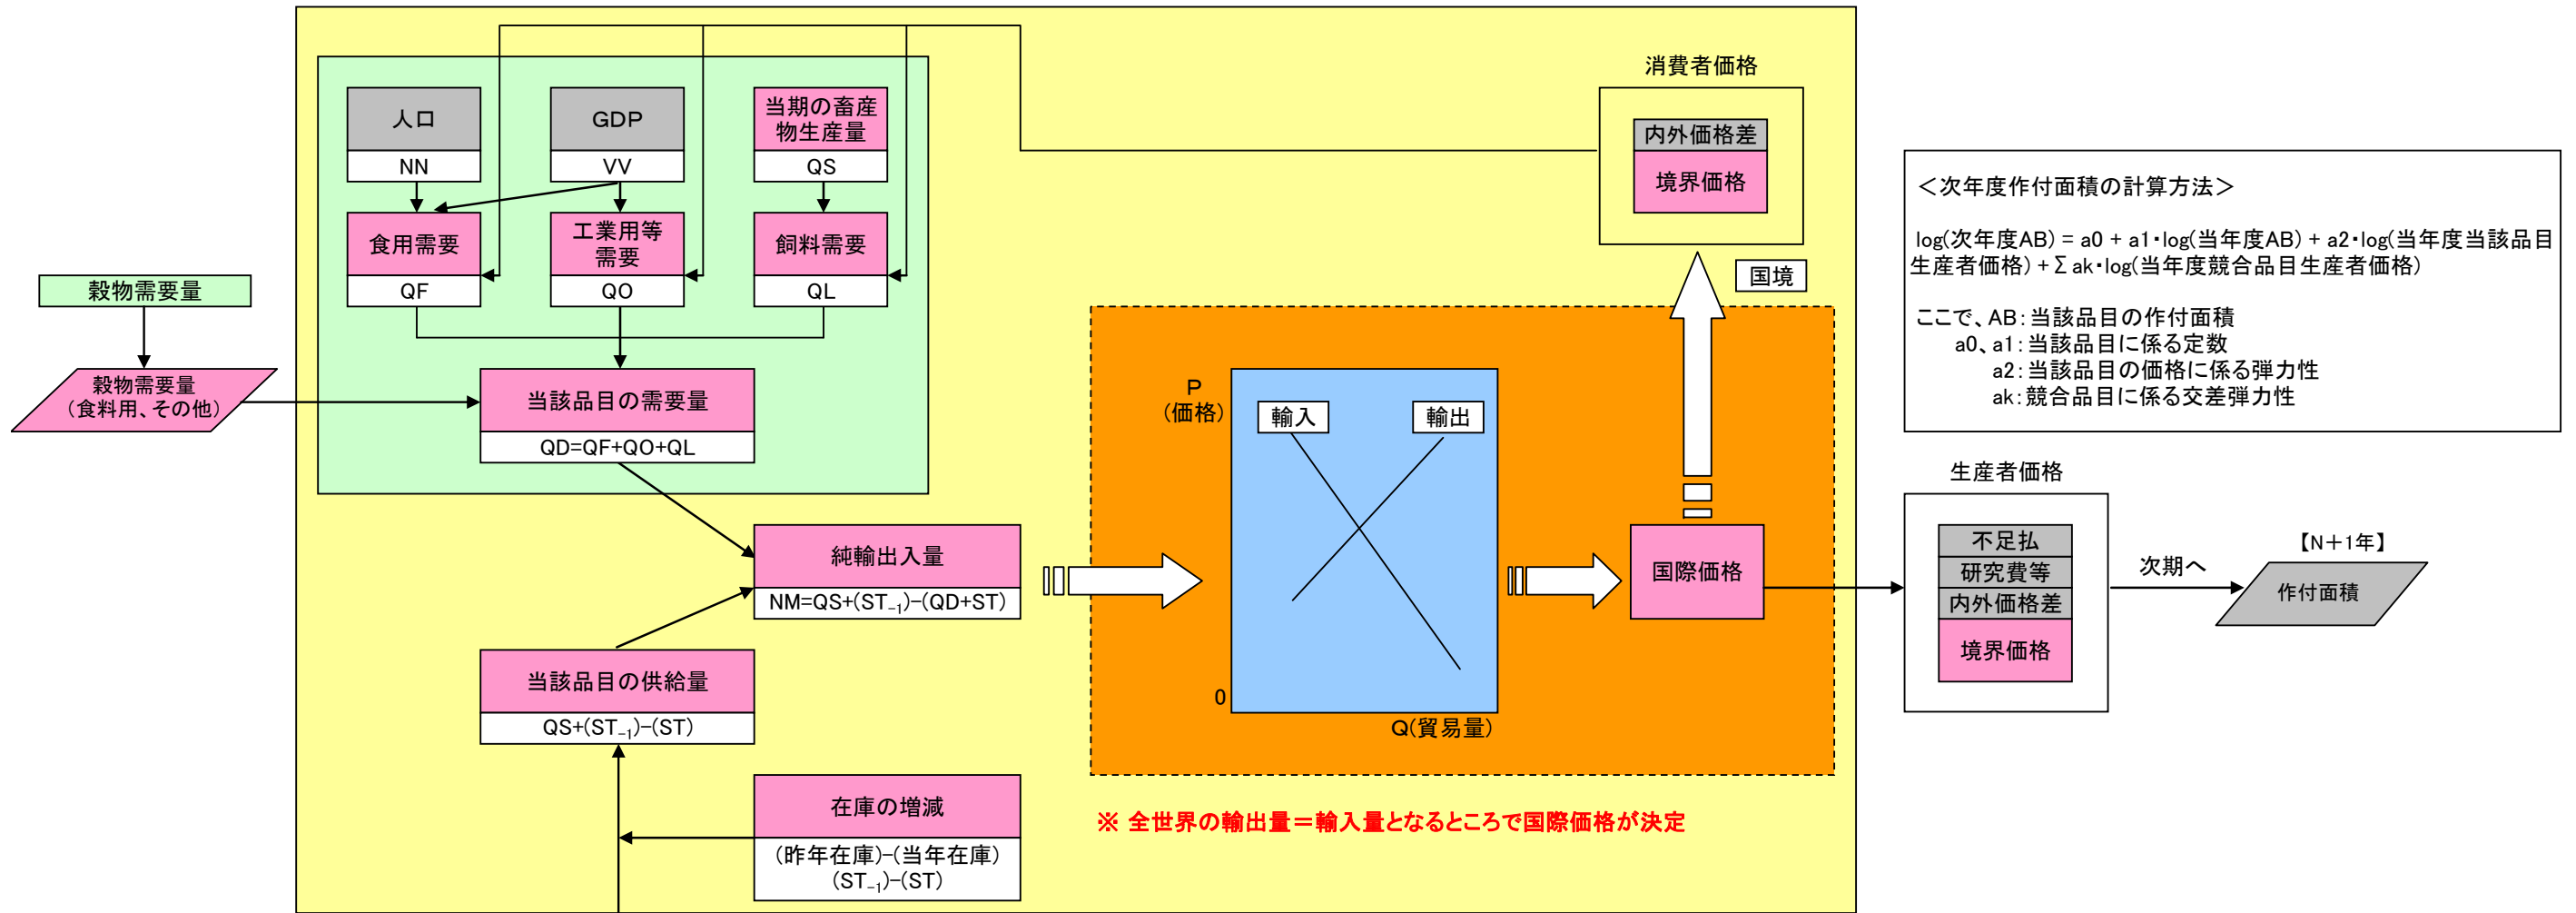 穀物需要量
穀物需要量
（食料用、その他）
人口
NN
GDP
VV
当期の畜産
物生産量
QS
食用需要
QF
工業用等
需要
QO
飼料需要
QL
当該品目の需要量
QD=QF+QO+QL
純輸出入量
NM=QS+(ST₋₁)-(QD+ST)
当該品目の供給量
QS+(ST₋₁)-(ST)
在庫の増減
（昨年在庫）-（当年在庫）
(ST₋₁)-(ST)
P
（価格）
輸入
輸出
0
Q（貿易量）
国際価格
※ 全世界の輸出量＝輸入量となるところで国際価格が決定
消費者価格
内外価格差
境界価格
国境
＜次年度作付面積の計算方法＞
log(次年度AB) = a0 + a1・log(当年度AB) + a2・log(当年度当該品目
生産者価格) + Σak・log(当年度競合品目生産者価格)
ここで、AB：当該品目の作付面積
a0、a1：当該品目に係る定数
a2：当該品目の価格に係る弾力性
ak：競合品目に係る交差弾力性
生産者価格
不足払
研究費等
内外価格差
境界価格
次期へ
【N＋1年】
作付面積